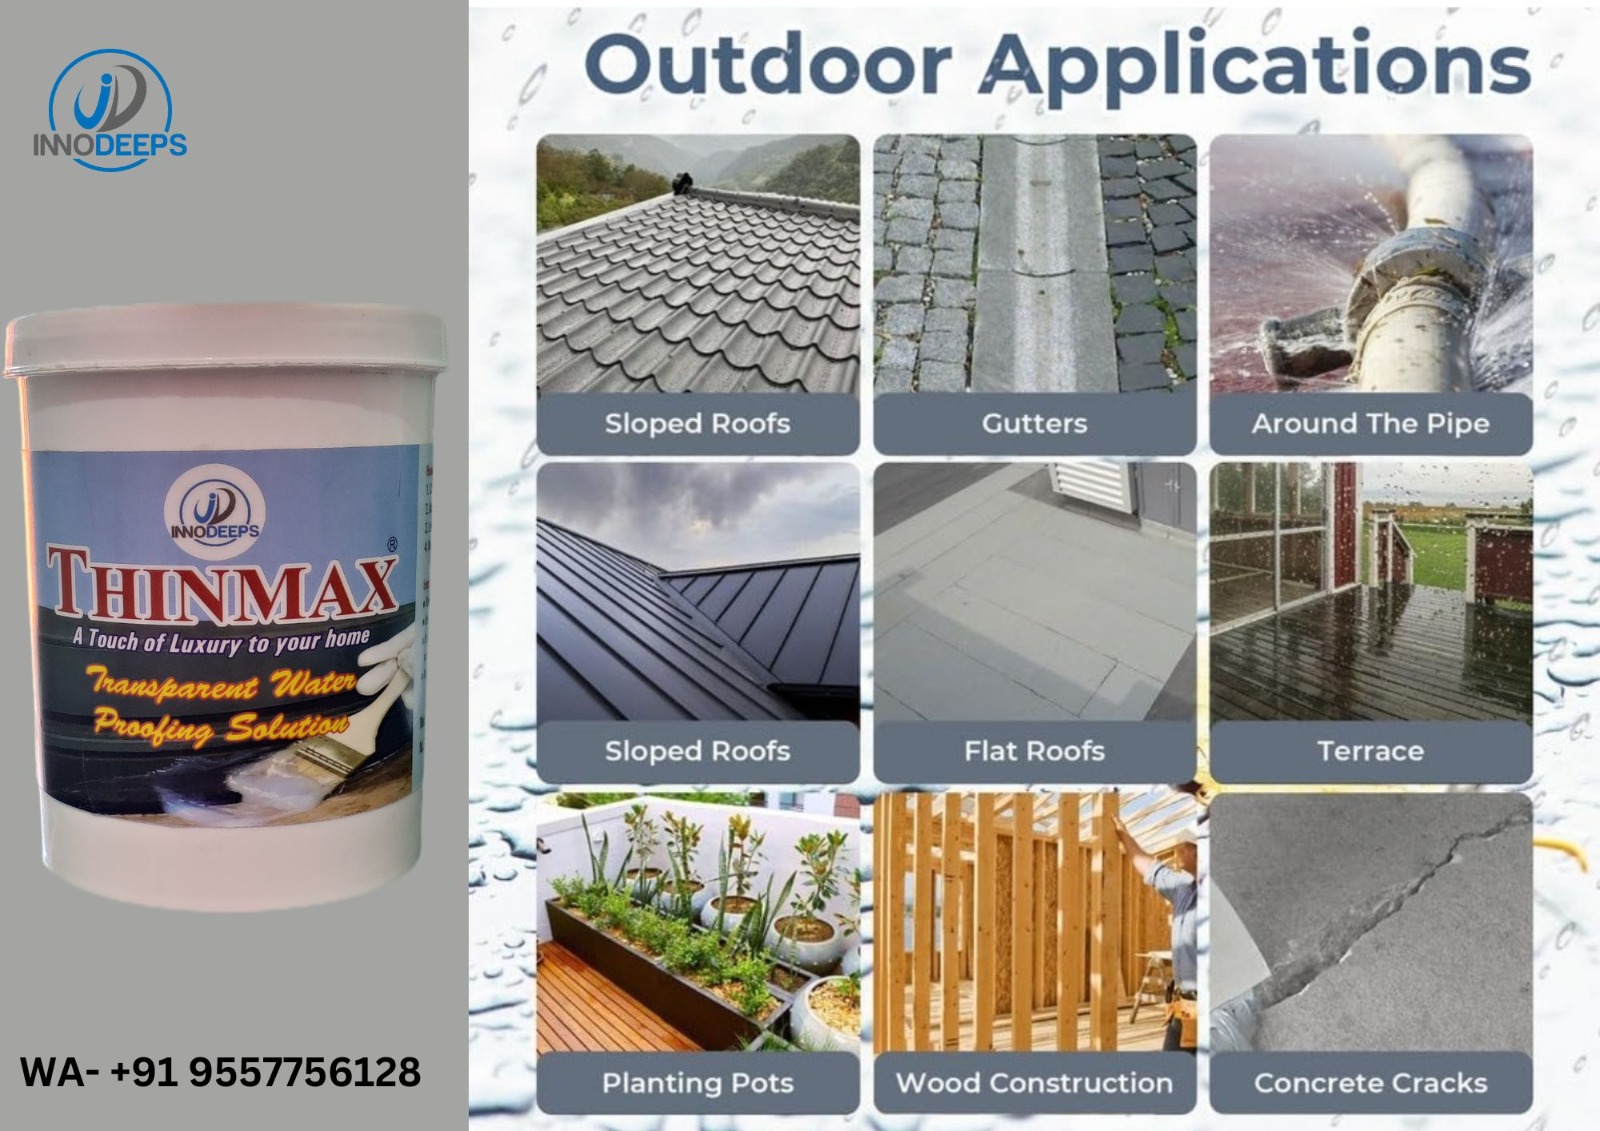 INNODEEPS
INNODEEPS
THINMAX®
A Touch of Luxury to your home
Transparent Water
Proofing Solution
WA- +91 9557756128
Outdoor Applications
Sloped Roofs
Gutters
Around The Pipe
Sloped Roofs
Flat Roofs
Terrace
Planting Pots
Wood Construction
Concrete Cracks